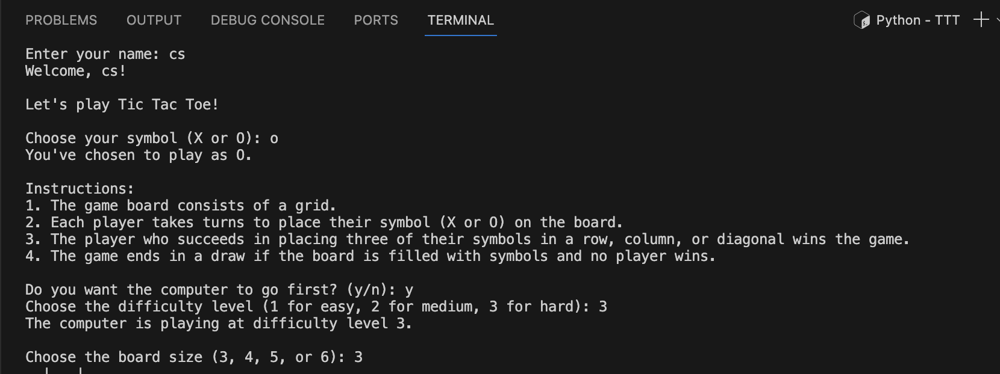 PROBLEMS OUTPUT DEBUG CONSOLE PORTS TERMINAL Python - TTT
Enter your name: cs
Welcome, cs!
Let's play Tic Tac Toe!
Choose your symbol (X or O): o
You've chosen to play as O.
Instructions:
1. The game board consists of a grid.
2. Each player takes turns to place their symbol (X or O) on the board.
3. The player who succeeds in placing three of their symbols in a row, column, or diagonal wins the game.
4. The game ends in a draw if the board is filled with symbols and no player wins.
Do you want the computer to go first? (y/n): y
Choose the difficulty level (1 for easy, 2 for medium, 3 for hard): 3
The computer is playing at difficulty level 3.
Choose the board size (3, 4, 5, or 6): 3
| |